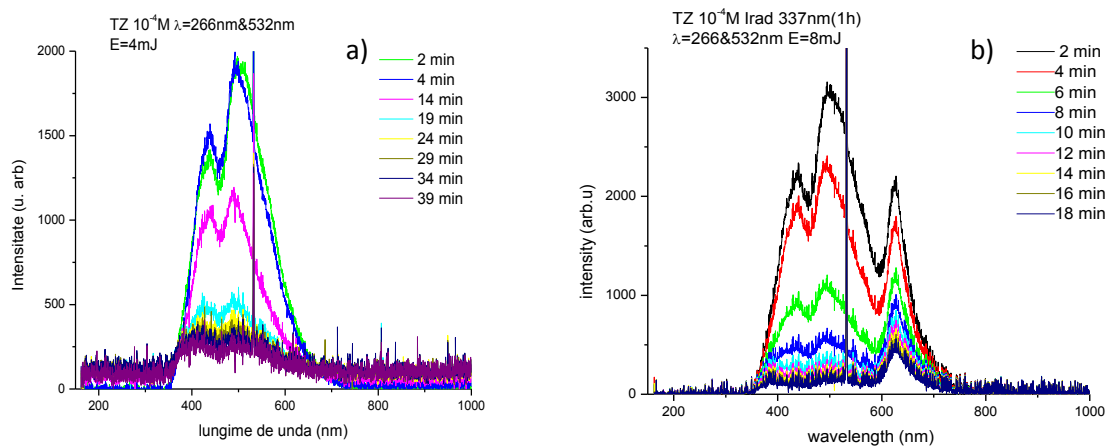 TZ 10⁻⁴M λ=266nm&532nm
E=4mJ
a)
2 min
4 min
14 min
19 min
24 min
29 min
34 min
39 min
2000
1500
1000
500
0
Intensitate (u. arb)
200 400 600 800 1000
lungime de unda (nm)
TZ 10⁻⁴M Irad 337nm(1h)
λ=266&532nm E=8mJ
b)
2 min
4 min
6 min
8 min
10 min
12 min
14 min
16 min
18 min
3000
2000
1000
0
intensity (arb.u)
200 400 600 800 1000
wavelength (nm)